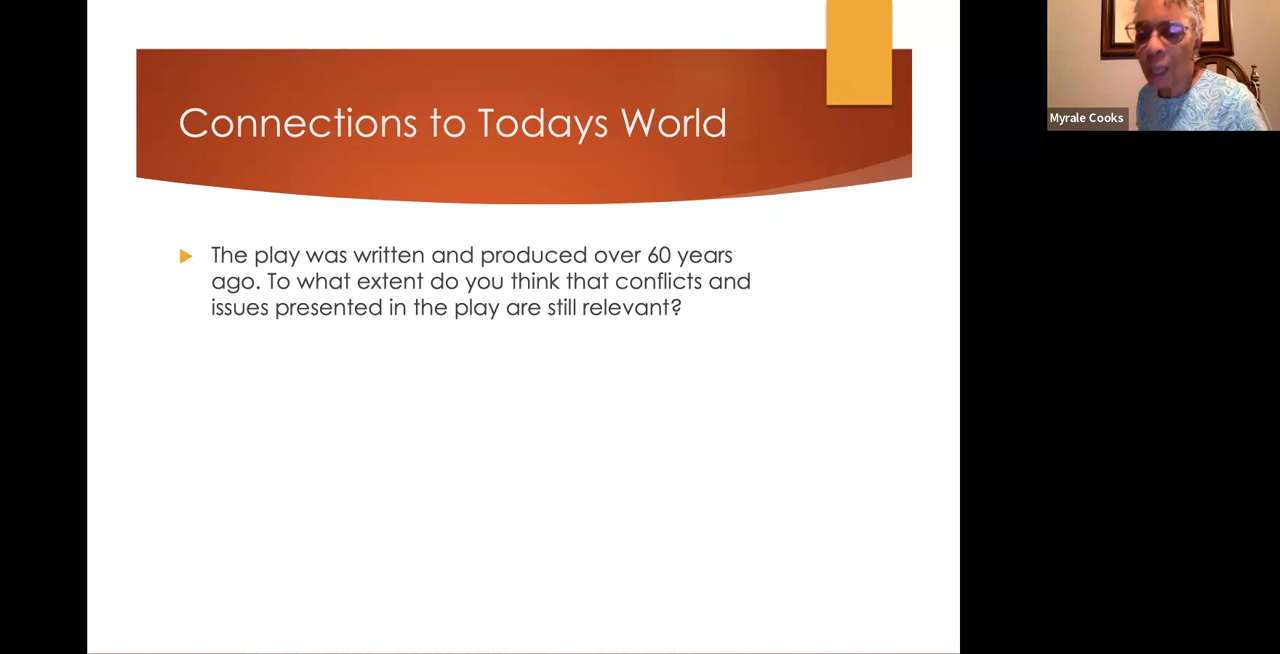 Connections to Todays World
The play was written and produced over 60 years
ago. To what extent do you think that conflicts and
issues presented in the play are still relevant?
Myrale Cooks